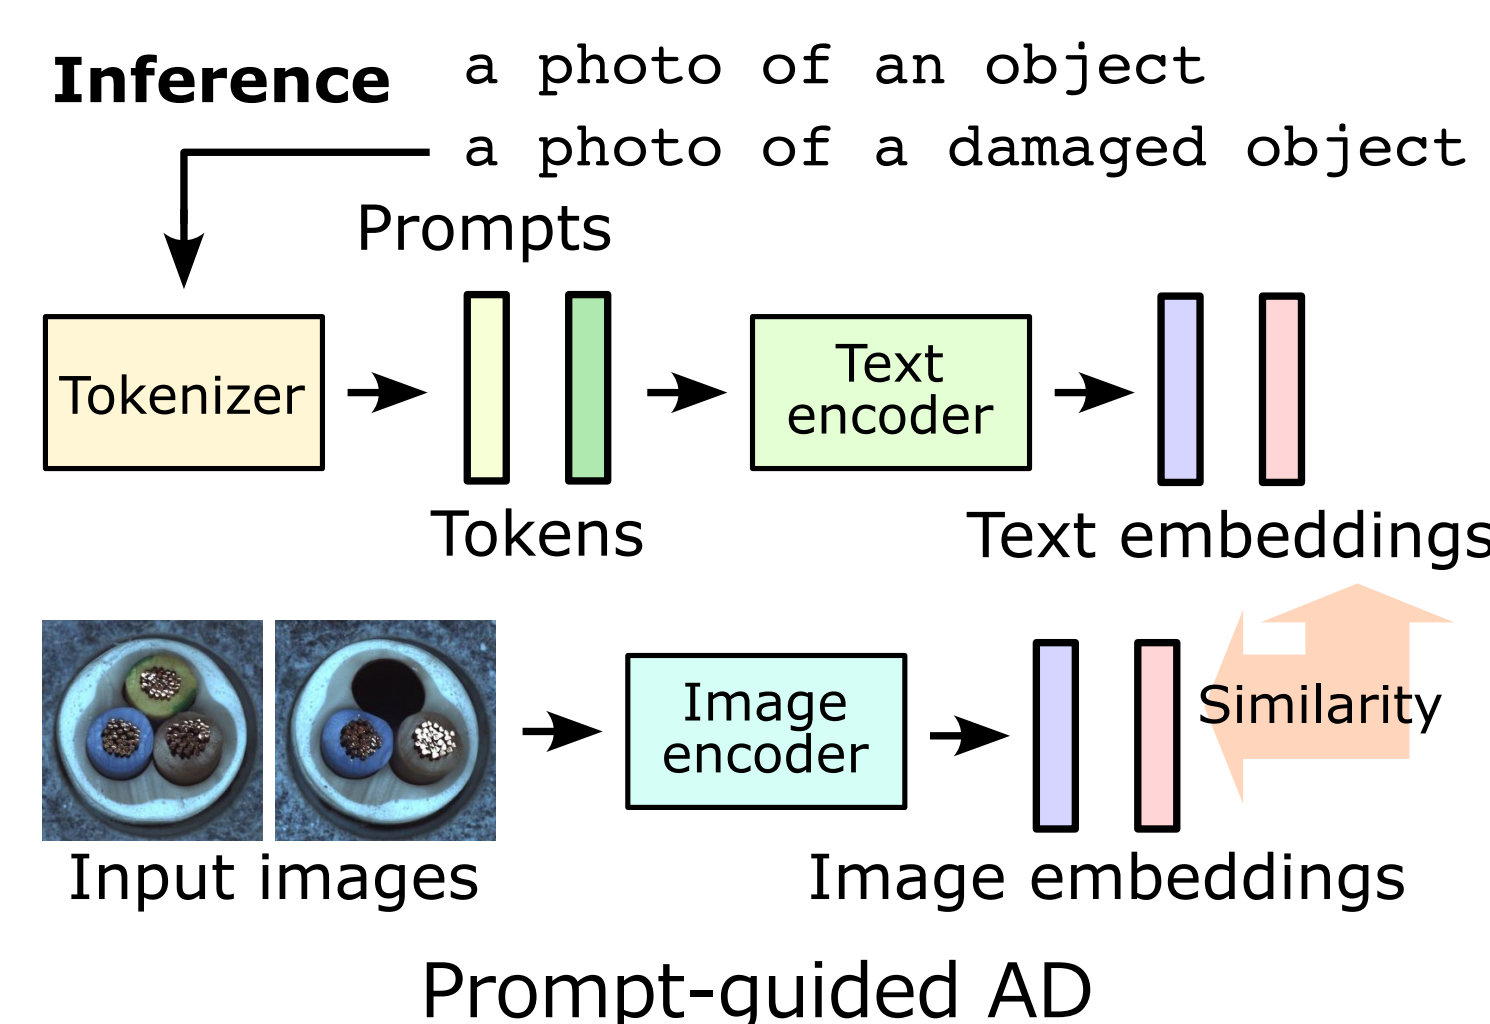 Inference
a photo of an object
a photo of a damaged object
Prompts
Tokenizer
Text
encoder
Tokens
Text embeddings
Image
encoder
Similarity
Input images
Image embeddings
Prompt-guided AD